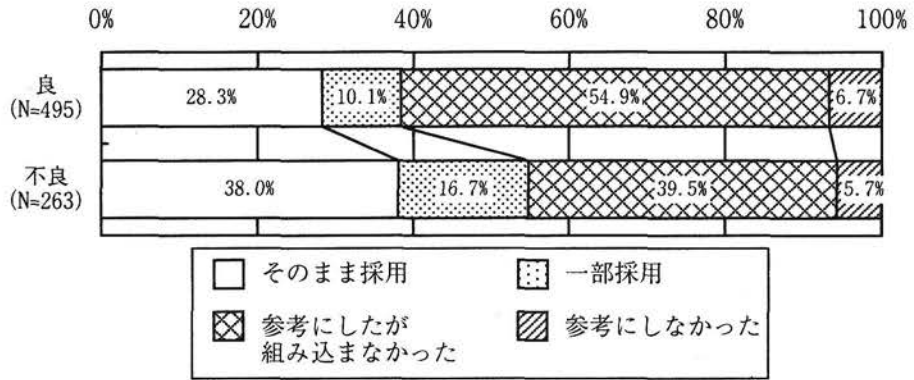 0% 20% 40% 60% 80% 100%
良
(N=495)
28.3% 10.1% 54.9% 6.7%
不良
(N=263)
38.0% 16.7% 39.5% 5.7%
そのまま採用 一部採用
参考にしたが
組み込まなかった
参考にしなかった